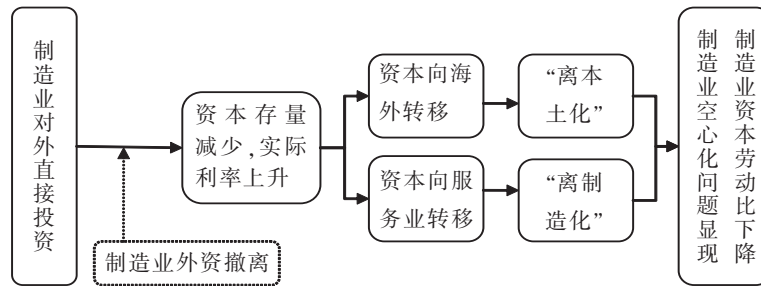 制造业对外直接投资
制造业外资撤离
资本存量
减少,实际
利率上升
资本向海
外转移
资本向服
务业转移
“离本
土化”
“离制
造化”
制造业资本劳动比下降
制造业空心化问题显现